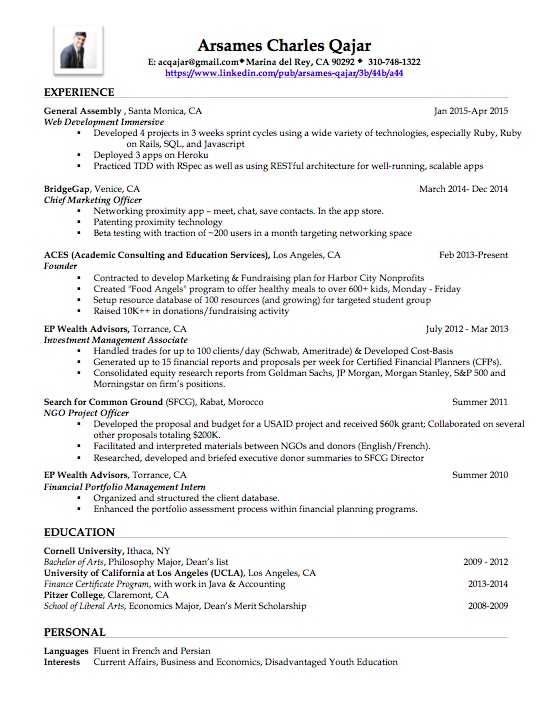 Arsames Charles Qajar
E: acqajar@gmail.com◆Marina del Rey, CA 90292 ◆ 310-748-1322
https://www.linkedin.com/pub/arsames-qajar/3b/44b/a44
EXPERIENCE
General Assembly , Santa Monica, CA Jan 2015-Apr 2015
Web Development Immersive
▪ Developed 4 projects in 3 weeks sprint cycles using a wide variety of technologies, especially Ruby, Ruby
on Rails, SQL, and Javascript
▪ Deployed 3 apps on Heroku
▪ Practiced TDD with RSpec as well as using RESTful architecture for well-running, scalable apps
BridgeGap, Venice, CA March 2014- Dec 2014
Chief Marketing Officer
▪ Networking proximity app – meet, chat, save contacts. In the app store.
▪ Patenting proximity technology
▪ Beta testing with traction of ~200 users in a month targeting networking space
ACES (Academic Consulting and Education Services), Los Angeles, CA Feb 2013-Present
Founder
▪ Contracted to develop Marketing & Fundraising plan for Harbor City Nonprofits
▪ Created "Food Angels" program to offer healthy meals to over 600+ kids, Monday - Friday
▪ Setup resource database of 100 resources (and growing) for targeted student group
▪ Raised 10K++ in donations/fundraising activity
EP Wealth Advisors, Torrance, CA July 2012 - Mar 2013
Investment Management Associate
▪ Handled trades for up to 100 clients/day (Schwab, Ameritrade) & Developed Cost-Basis
▪ Generated up to 15 financial reports and proposals per week for Certified Financial Planners (CFPs).
▪ Consolidated equity research reports from Goldman Sachs, JP Morgan, Morgan Stanley, S&P 500 and
Morningstar on firm's positions.
Search for Common Ground (SFCG), Rabat, Morocco Summer 2011
NGO Project Officer
▪ Developed the proposal and budget for a USAID project and received $60k grant; Collaborated on several
other proposals totaling $200K.
▪ Facilitated and interpreted materials between NGOs and donors (English/French).
▪ Researched, developed and briefed executive donor summaries to SFCG Director
EP Wealth Advisors, Torrance, CA Summer 2010
Financial Portfolio Management Intern
▪ Organized and structured the client database.
▪ Enhanced the portfolio assessment process within financial planning programs.
EDUCATION
Cornell University, Ithaca, NY
Bachelor of Arts, Philosophy Major, Dean's list 2009 - 2012
University of California at Los Angeles (UCLA), Los Angeles, CA
Finance Certificate Program, with work in Java & Accounting 2013-2014
Pitzer College, Claremont, CA
School of Liberal Arts, Economics Major, Dean's Merit Scholarship 2008-2009
PERSONAL
Languages Fluent in French and Persian
Interests Current Affairs, Business and Economics, Disadvantaged Youth Education